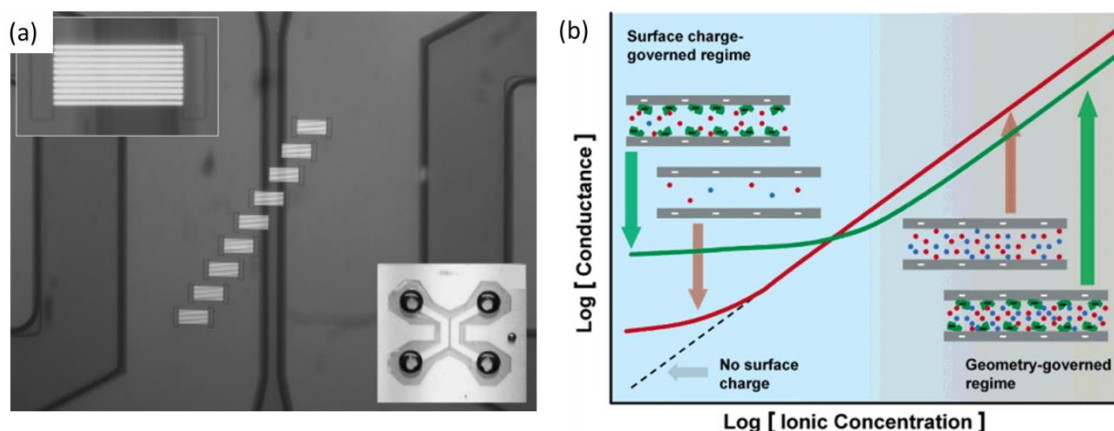 (a)
(b)
Surface charge-
governed regime
Log [ Conductance ]
No surface
charge
Geometry-governed
regime
Log [ Ionic Concentration ]